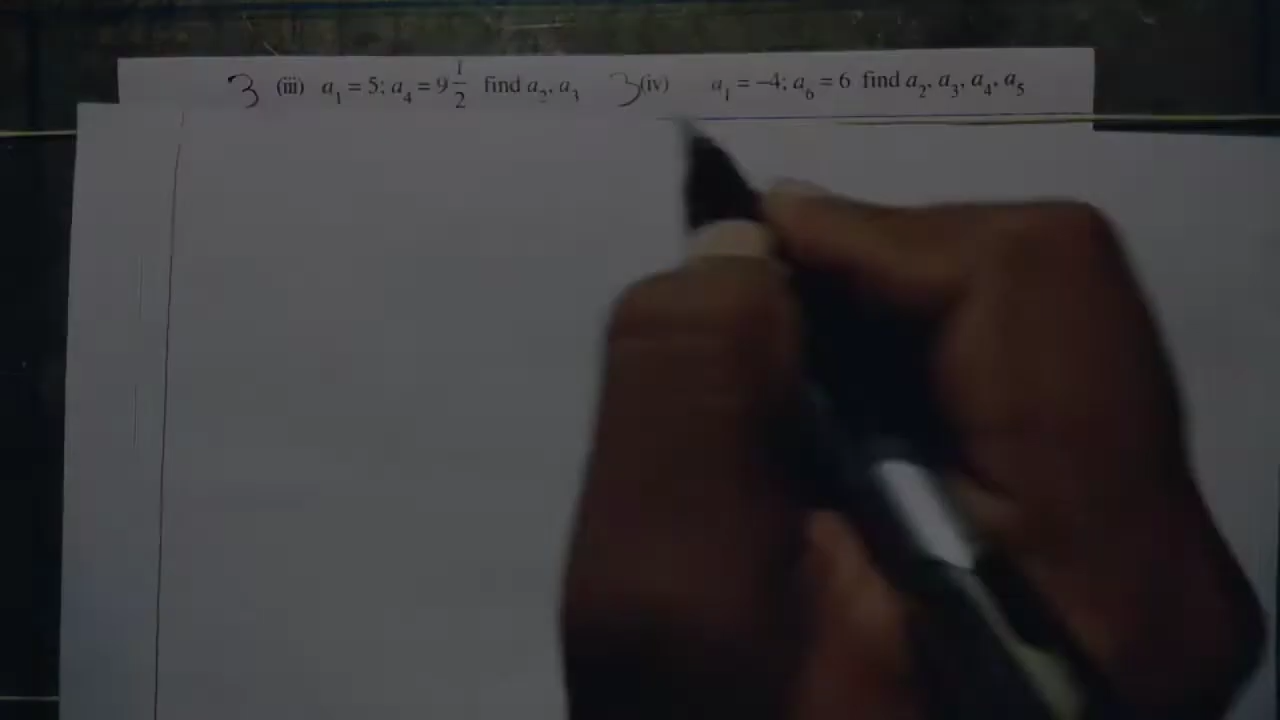 3 (iii) a₁ = 5; a₄ = 9 1/2 find a₂, a₃ 3 (iv) a₁ = –4; a₆ = 6 find a₂, a₃, a₄, a₅